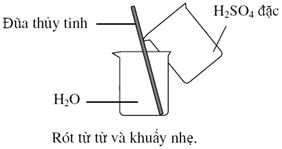 Đũa thủy tinh
H₂SO₄ đặc
H₂O
Rót từ từ và khuấy nhẹ.